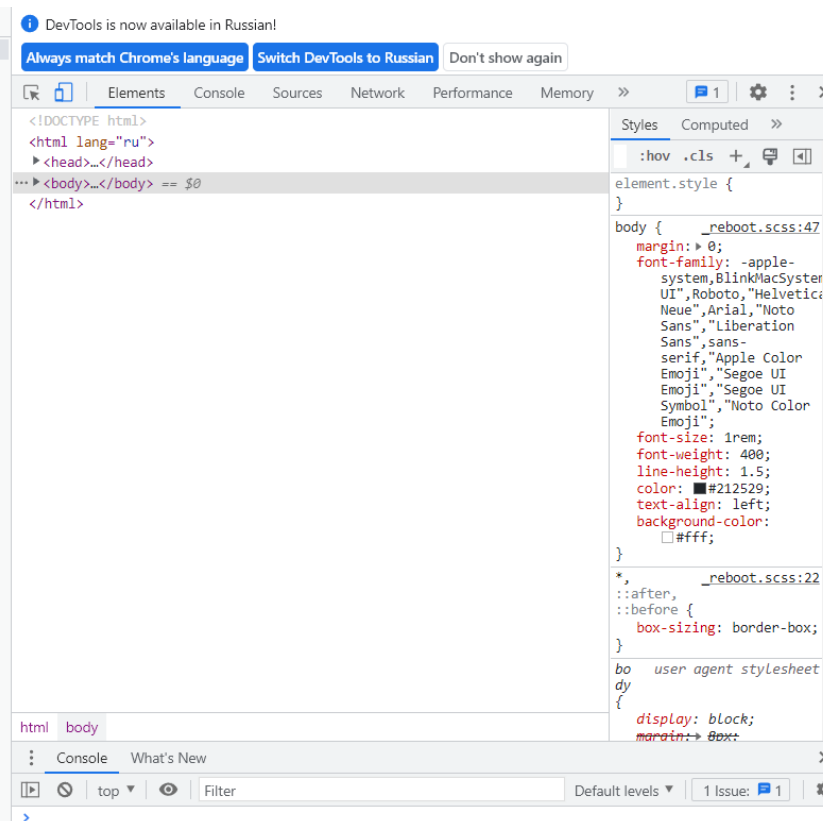 DevTools is now available in Russian!
Always match Chrome's language Switch DevTools to Russian Don't show again
Elements Console Sources Network Performance Memory » 1
<!DOCTYPE html>
<html lang="ru">
<head>…</head>
<body>…</body> == $0
</html>
html body
Styles Computed »
:hov .cls +
element.style {
}
body { _reboot.scss:47
margin: 0;
font-family: -apple-
system,BlinkMacSystem
UI",Roboto,"Helvetica
Neue",Arial,"Noto
Sans","Liberation
Sans",sans-
serif,"Apple Color
Emoji","Segoe UI
Emoji","Segoe UI
Symbol","Noto Color
Emoji";
font-size: 1rem;
font-weight: 400;
line-height: 1.5;
color: #212529;
text-align: left;
background-color:
#fff;
}
*, _reboot.scss:22
::after,
::before {
box-sizing: border-box;
}
bo user agent stylesheet
dy
{
display: block;
margin: 8px;
Console What's New
top Filter Default levels 1 Issue: 1